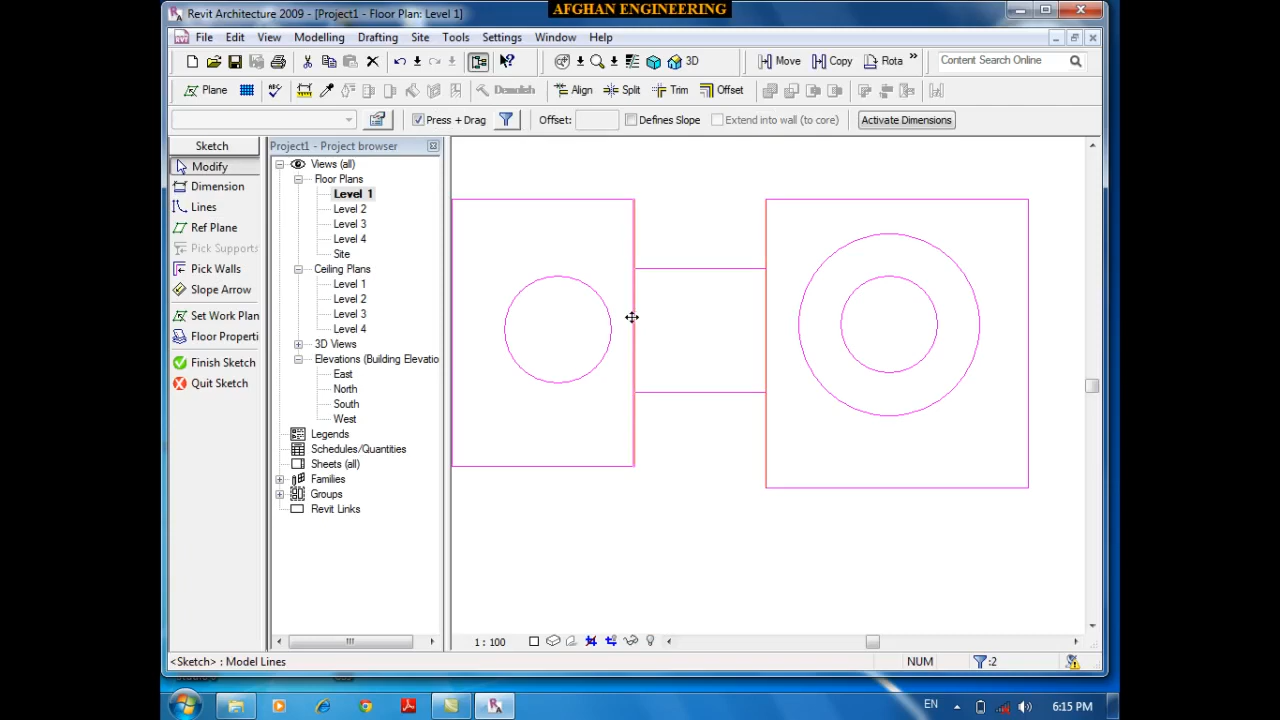 AFGHAN ENGINEERING
Revit Architecture 2009 - [Project1 - Floor Plan: Level 1]
File Edit View Modelling Drafting Site Tools Settings Window Help
3D Move Copy Rota » Content Search Online
Plane Demolish Align Split Trim Offset
Press + Drag Offset: Defines Slope Extend into wall (to core) Activate Dimensions
Sketch
Modify
Dimension
Lines
Ref Plane
Pick Supports
Pick Walls
Slope Arrow
Set Work Plan
Floor Properti
Finish Sketch
Quit Sketch
Project1 - Project browser
Views (all)
Floor Plans
Level 1
Level 2
Level 3
Level 4
Site
Ceiling Plans
Level 1
Level 2
Level 3
Level 4
3D Views
Elevations (Building Elevatio
East
North
South
West
Legends
Schedules/Quantities
Sheets (all)
Families
Groups
Revit Links
1 : 100
<Sketch> : Model Lines NUM :2
EN 6:15 PM